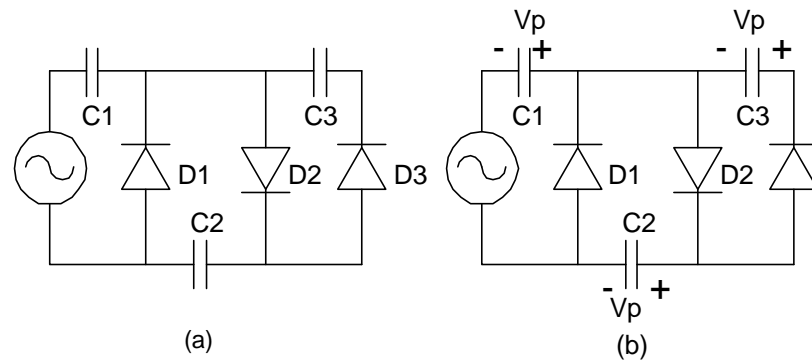 Vp
Vp
- +
- +
C1
C3
C1
C3
D1
D2
D3
D1
D2
C2
C2
- +
Vp
(a)
(b)